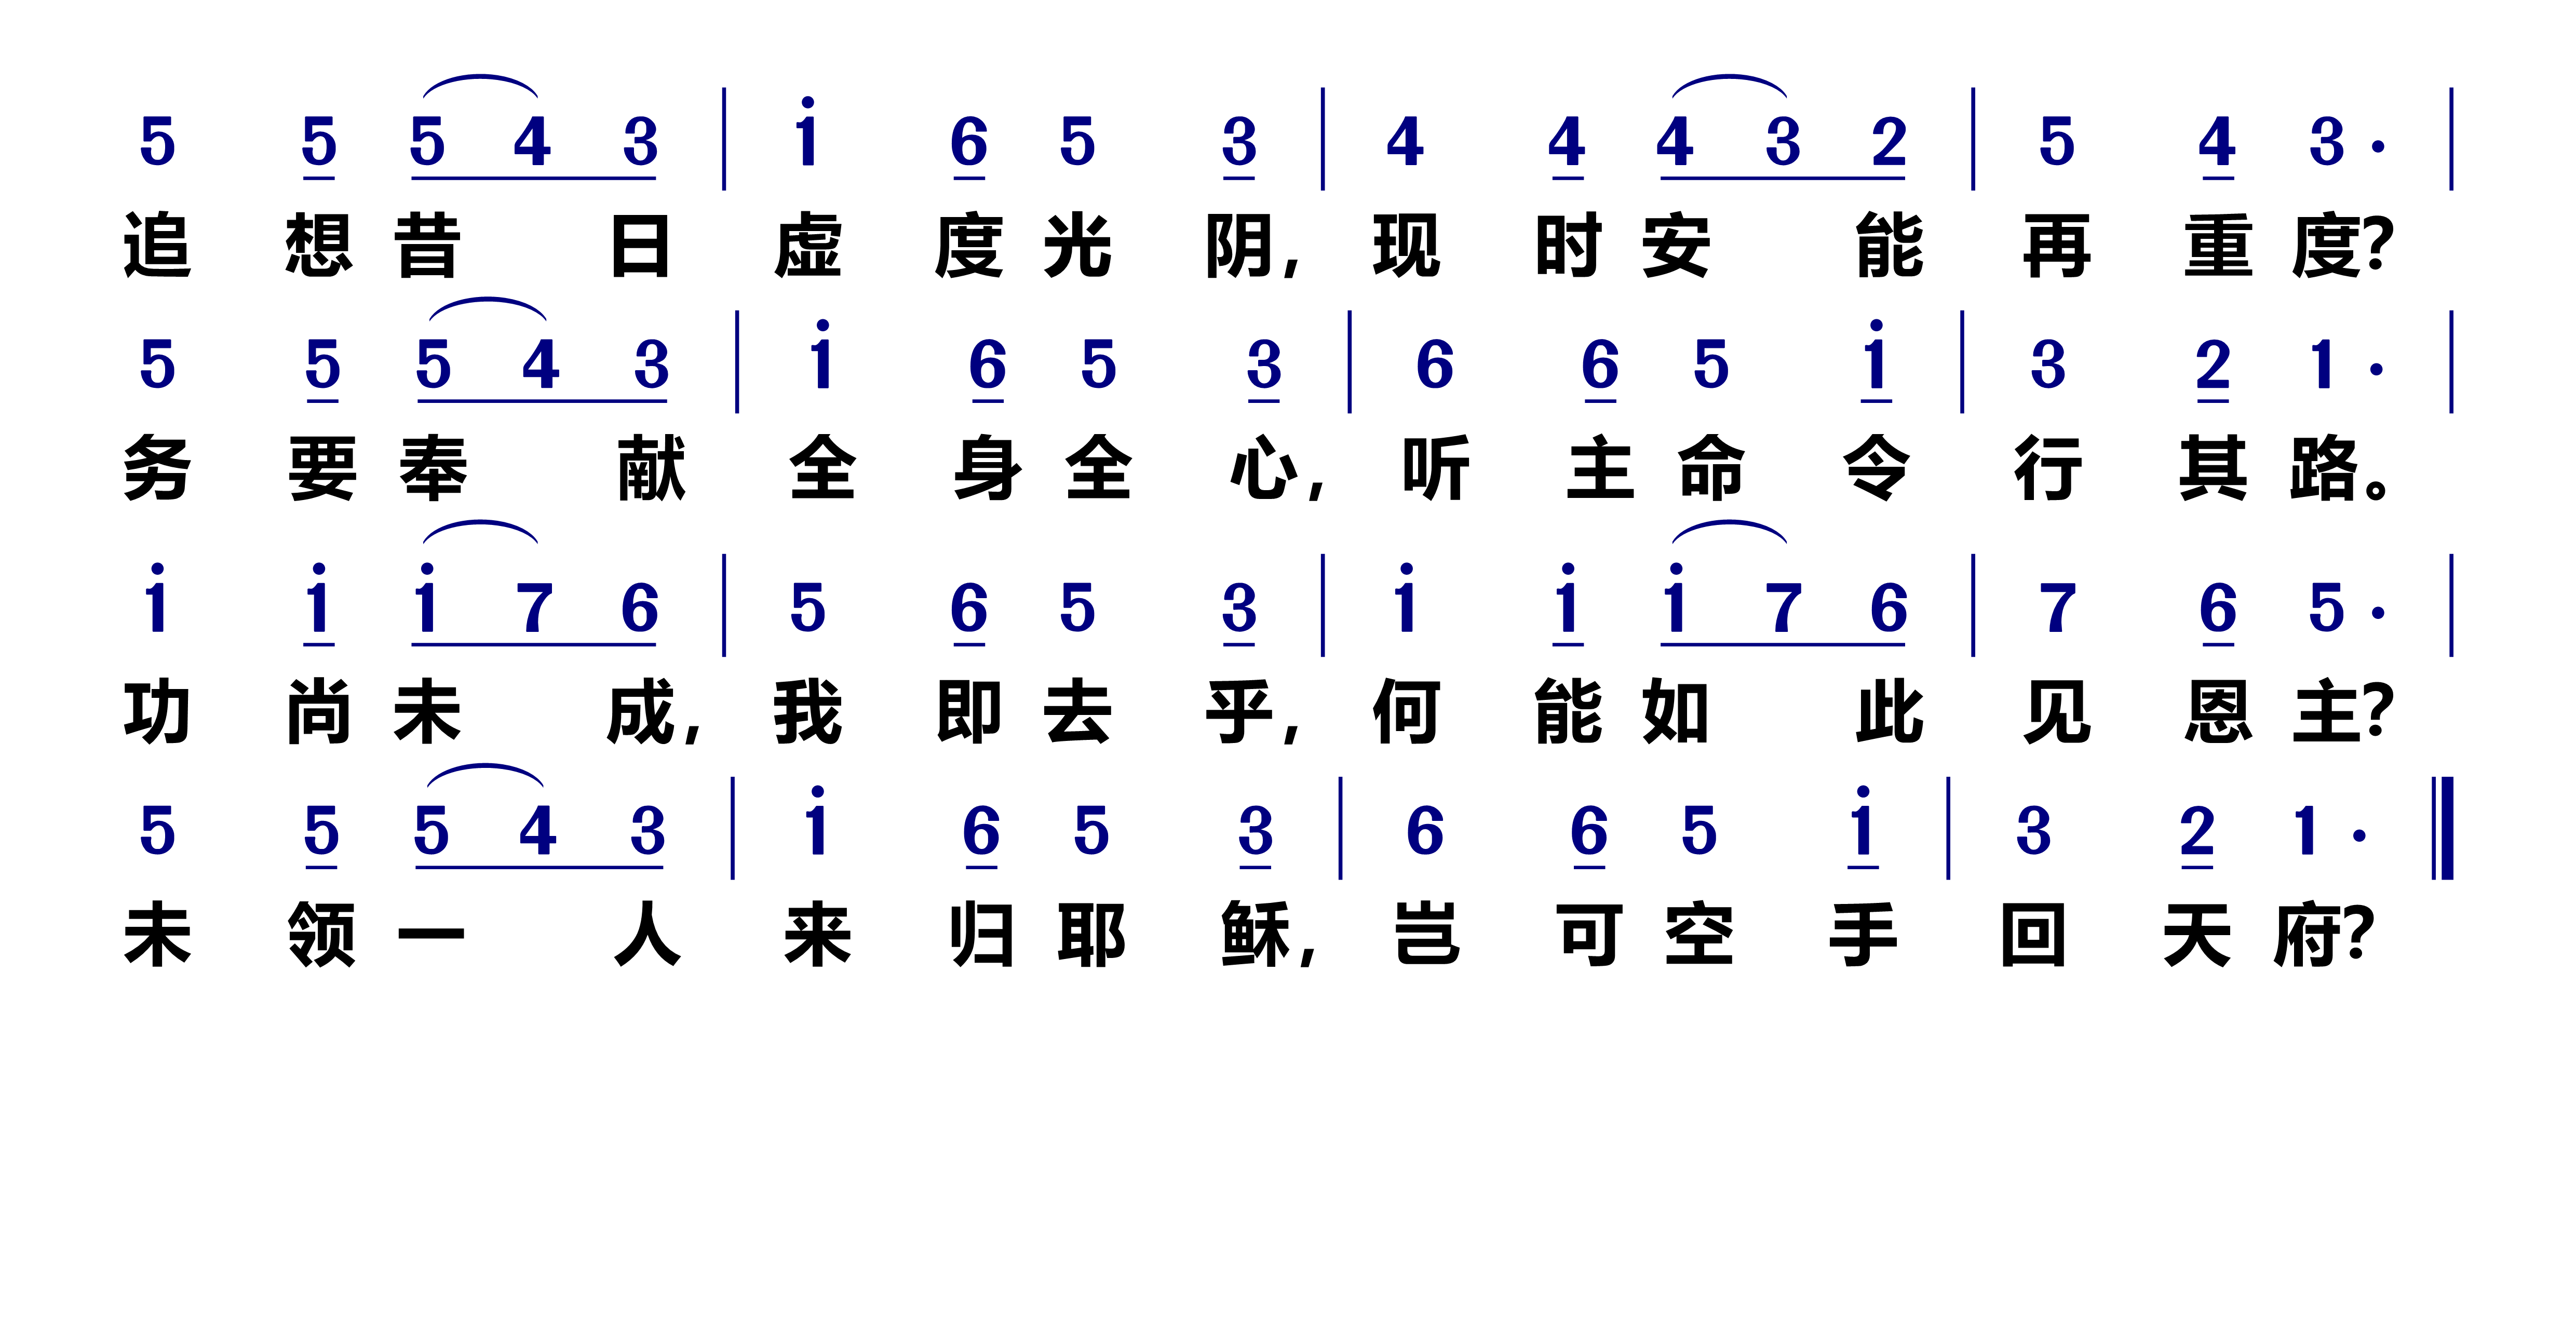 5 5 5 4 3 | i 6 5 3 | 4 4 4 3 2 | 5 4 3 · |
追想昔日虚度光阴,现时安能再重度?
5 5 5 4 3 | i 6 5 3 | 6 6 5 i | 3 2 1 · |
务要奉献全身全心,听主命令行其路。
i i i 7 6 | 5 6 5 3 | i i i 7 6 | 7 6 5 · |
功尚未成,我即去乎,何能如此见恩主?
5 5 5 4 3 | i 6 5 3 | 6 6 5 i | 3 2 1 · ‖
未领一人来归耶稣,岂可空手回天府?